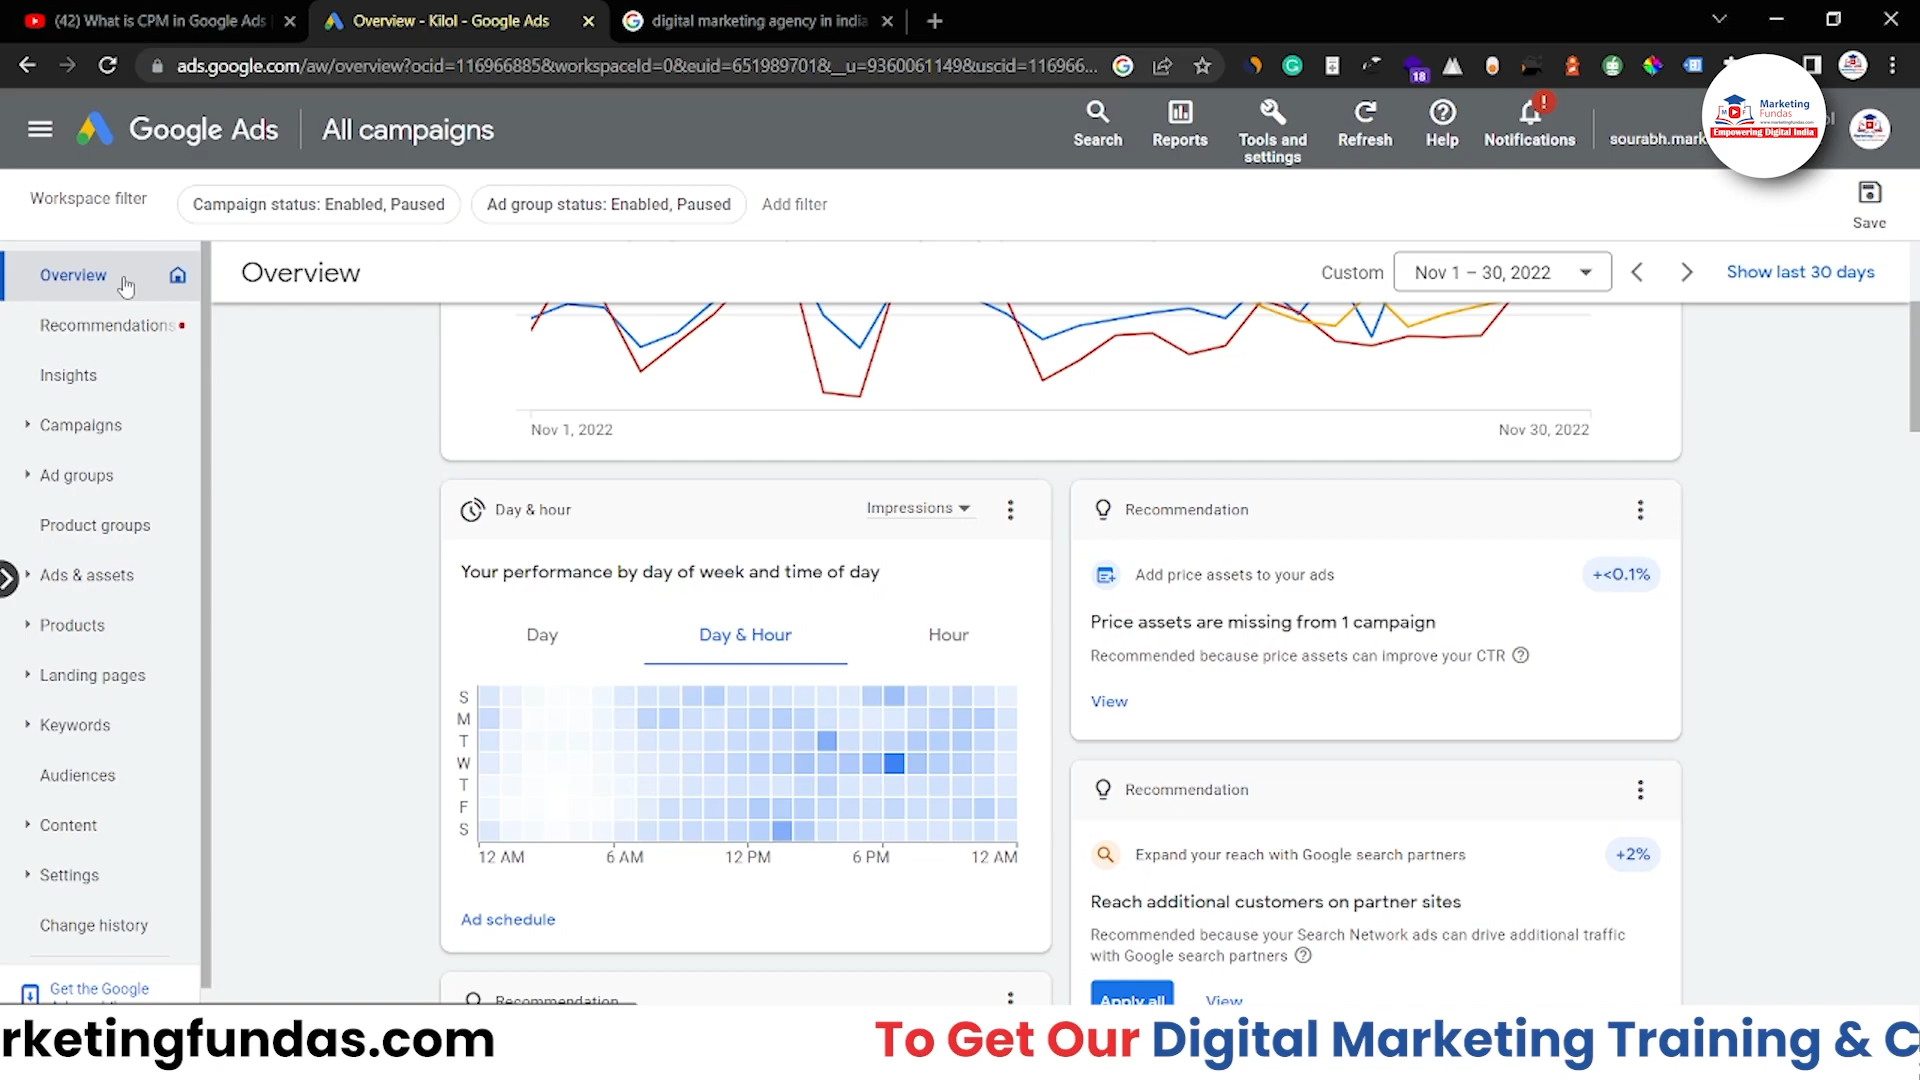 (42) What is CPM in Google Ads
Overview - Kilol - Google Ads
digital marketing agency in india
ads.google.com/aw/overview?ocid=116966885&workspaceId=0&euid=651989701&__u=9360061149&uscid=116966...
18
Google Ads
All campaigns
Search
Reports
Tools and settings
Refresh
Help
Notifications
sourabh.mark
Marketing
Fundas
www.marketingfundas.com
Empowering Digital India
Workspace filter
Campaign status: Enabled, Paused
Ad group status: Enabled, Paused
Add filter
Save
Overview
Recommendations
Insights
Campaigns
Ad groups
Product groups
Ads & assets
Products
Landing pages
Keywords
Audiences
Content
Settings
Change history
Get the Google
Overview
Custom
Nov 1 – 30, 2022
Show last 30 days
Nov 1, 2022
Nov 30, 2022
Day & hour
Impressions
Your performance by day of week and time of day
Day
Day & Hour
Hour
S
M
T
W
T
F
S
12 AM
6 AM
12 PM
6 PM
12 AM
Ad schedule
Recommendation
Recommendation
Add price assets to your ads
+<0.1%
Price assets are missing from 1 campaign
Recommended because price assets can improve your CTR
View
Recommendation
Expand your reach with Google search partners
+2%
Reach additional customers on partner sites
Recommended because your Search Network ads can drive additional traffic
with Google search partners
Apply all
View
rketingfundas.com
To Get Our Digital Marketing Training & C